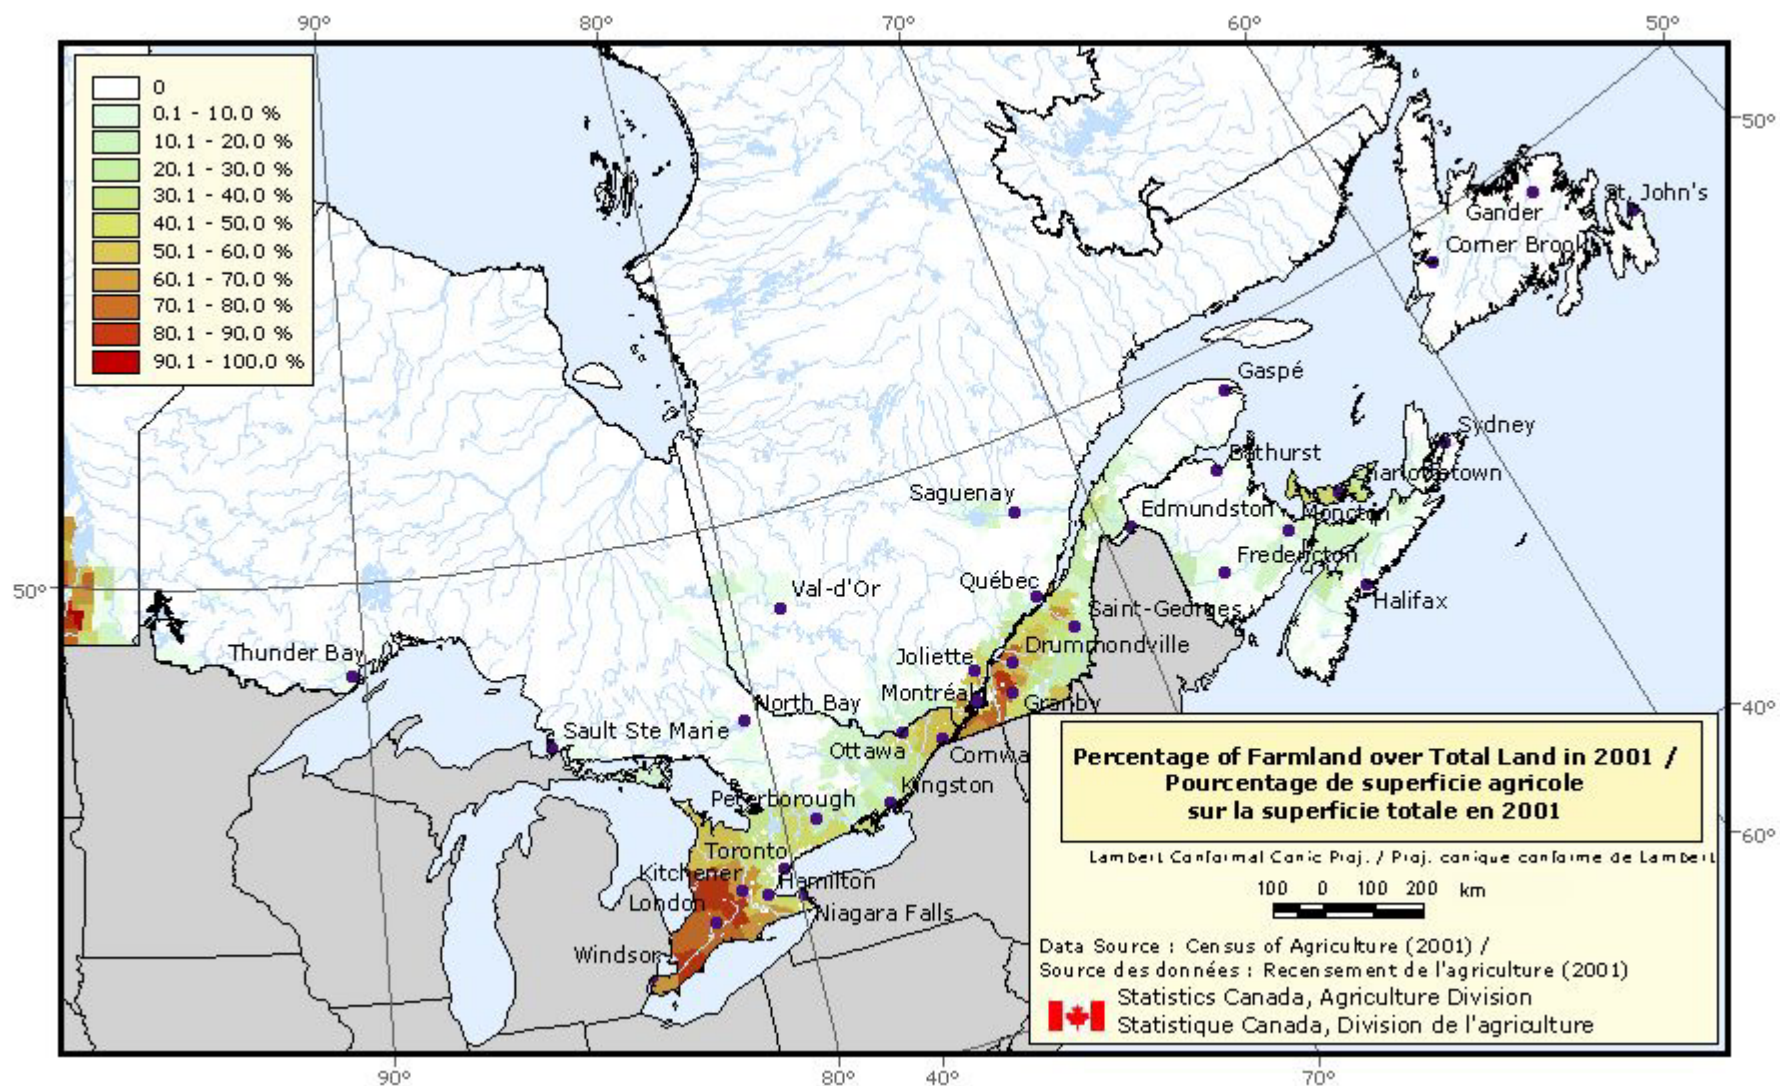 90°
80°
70°
60°
50°
0
0.1 - 10.0 %
10.1 - 20.0 %
20.1 - 30.0 %
30.1 - 40.0 %
40.1 - 50.0 %
50.1 - 60.0 %
60.1 - 70.0 %
70.1 - 80.0 %
80.1 - 90.0 %
90.1 - 100.0 %
50°
St. John's
Gander
Corner Brook
Gaspé
Sydney
Bathurst
Charlottetown
Saguenay
Edmundston
Moncton
Fredericton
50°
Val-d'Or
Québec
Halifax
Saint-Georges
Thunder Bay
Drummondville
Joliette
Montréal
Granby
40°
North Bay
Sault Ste Marie
Ottawa
Cornwa
Kingston
Peterborough
Toronto
Kitchener
Hamilton
London
Niagara Falls
Windsor
Percentage of Farmland over Total Land in 2001 /
Pourcentage de superficie agricole
sur la superficie totale en 2001
60°
Lambert Conformal Conic Proj. / Proj. conique conforme de Lambert
100 0 100 200 km
Data Source : Census of Agriculture (2001) /
Source des données : Recensement de l'agriculture (2001)
Statistics Canada, Agriculture Division
Statistique Canada, Division de l'agriculture
90°
80°
40°
70°